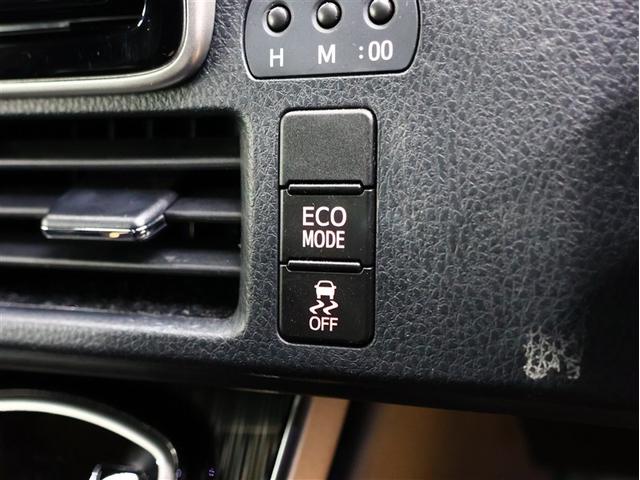 H M :00
ECO
MODE
OFF